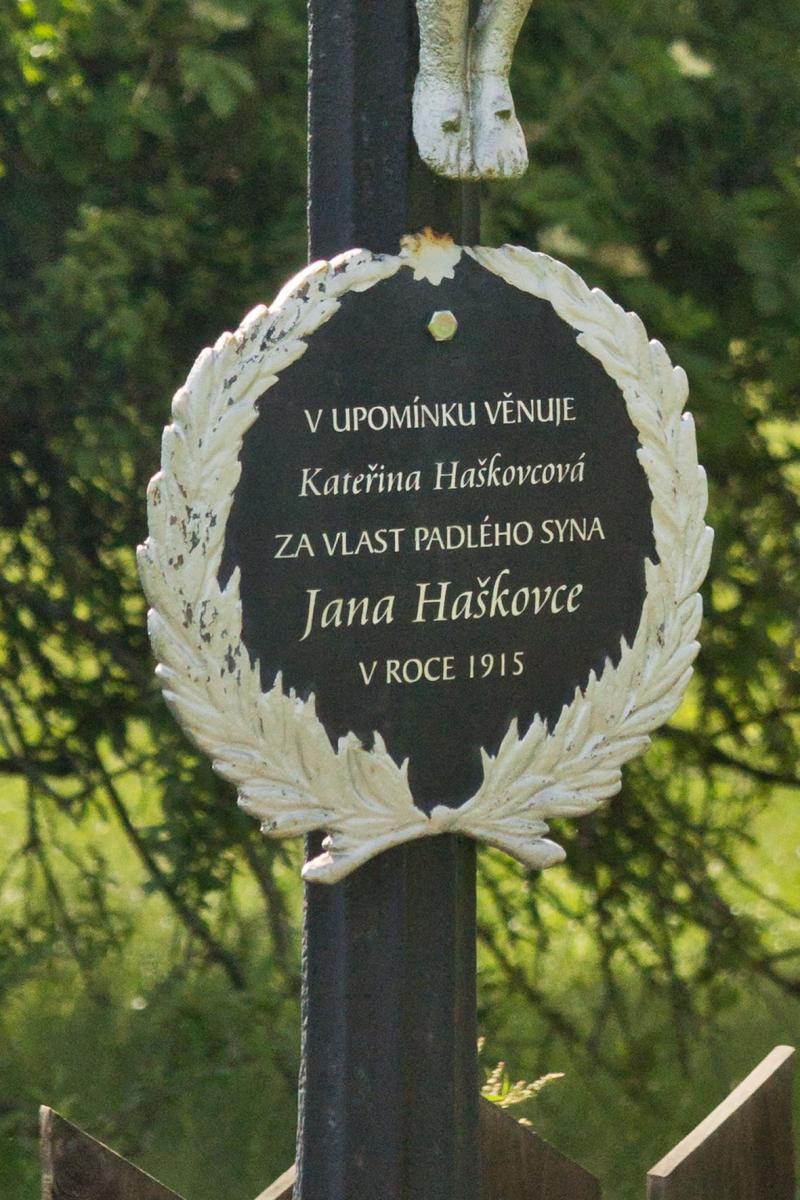 V UPOMÍNKU VĚNUJE
Kateřina Haškovcová
ZA VLAST PADLÉHO SYNA
Jana Haškovce
V ROCE 1915